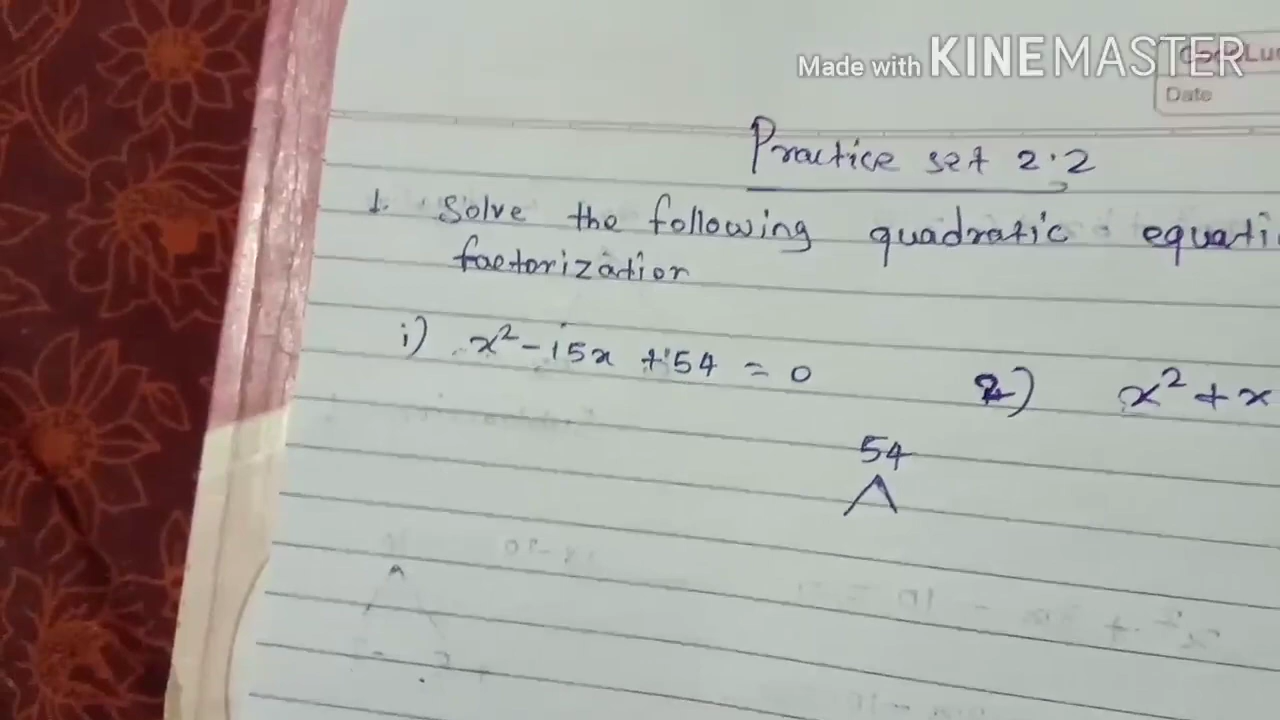 Made with KINEMASTER
Date
Practice set 2.2
1. Solve the following quadratic equati
factorization
i) x² - 15x + 54 = 0
2) x² + x
54